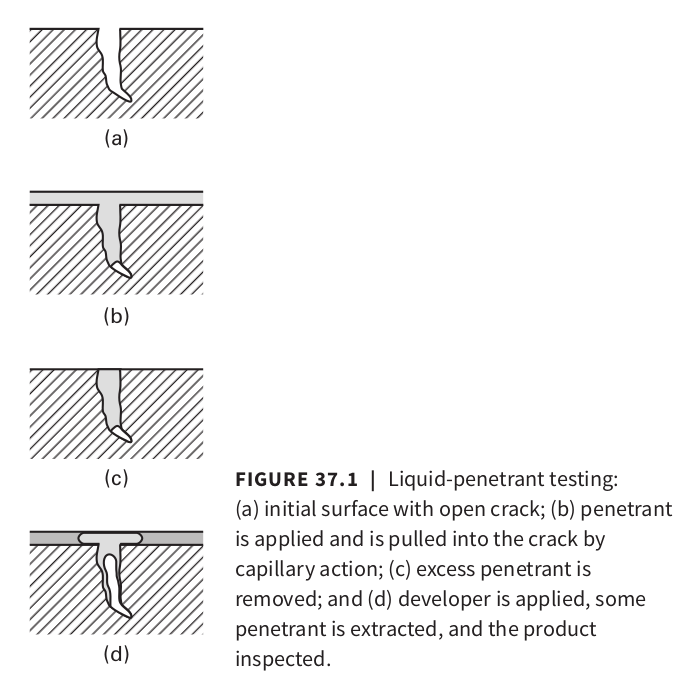 (a)
(b)
(c)
(d)
FIGURE 37.1 | Liquid-penetrant testing:
(a) initial surface with open crack; (b) penetrant
is applied and is pulled into the crack by
capillary action; (c) excess penetrant is
removed; and (d) developer is applied, some
penetrant is extracted, and the product
inspected.